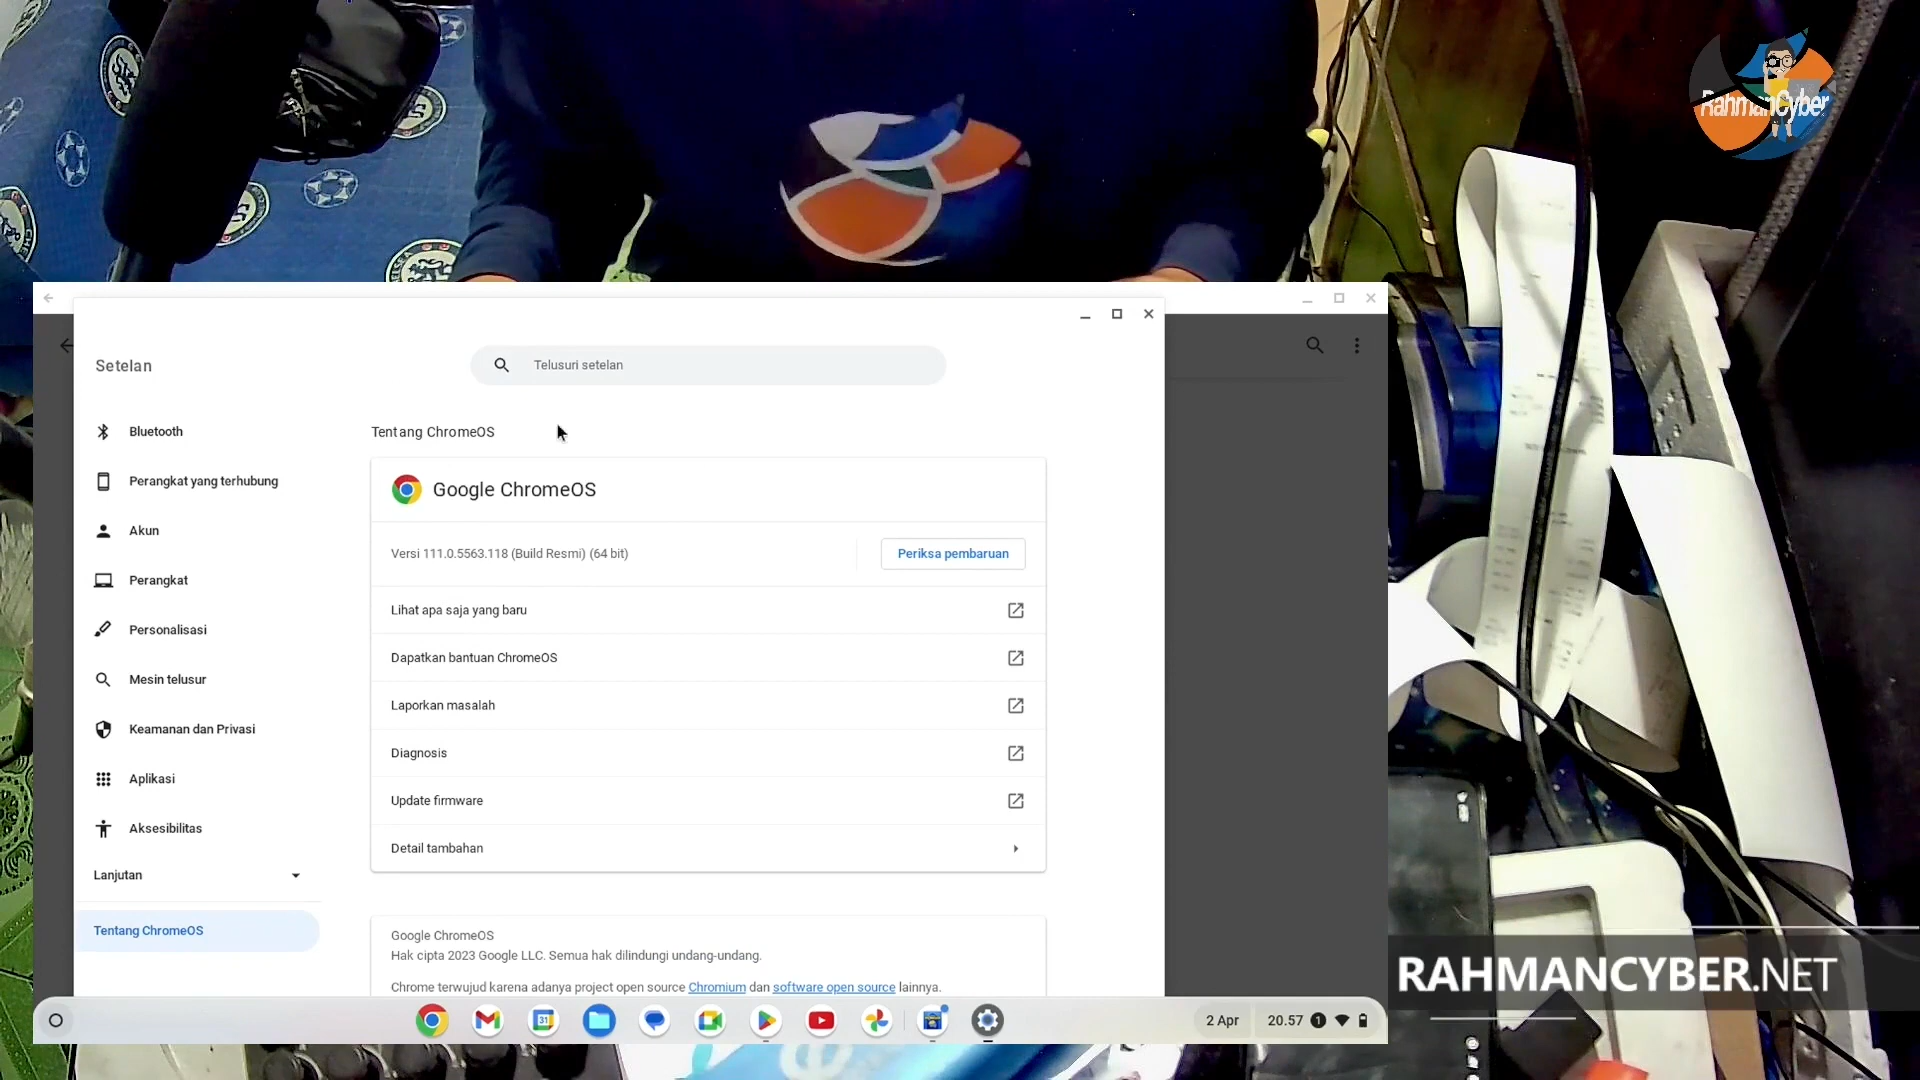 RahmanCyber
Setelan
Telusuri setelan
Bluetooth
Perangkat yang terhubung
Akun
Perangkat
Personalisasi
Mesin telusur
Keamanan dan Privasi
Aplikasi
Aksesibilitas
Lanjutan
Tentang ChromeOS
Tentang ChromeOS
Google ChromeOS
Versi 111.0.5563.118 (Build Resmi) (64 bit)
Periksa pembaruan
Lihat apa saja yang baru
Dapatkan bantuan ChromeOS
Laporkan masalah
Diagnosis
Update firmware
Detail tambahan
Google ChromeOS
Hak cipta 2023 Google LLC. Semua hak dilindungi undang-undang.
Chrome terwujud karena adanya project open source Chromium dan software open source lainnya.
31
2 Apr
20.57
1
RAHMANCYBER.NET